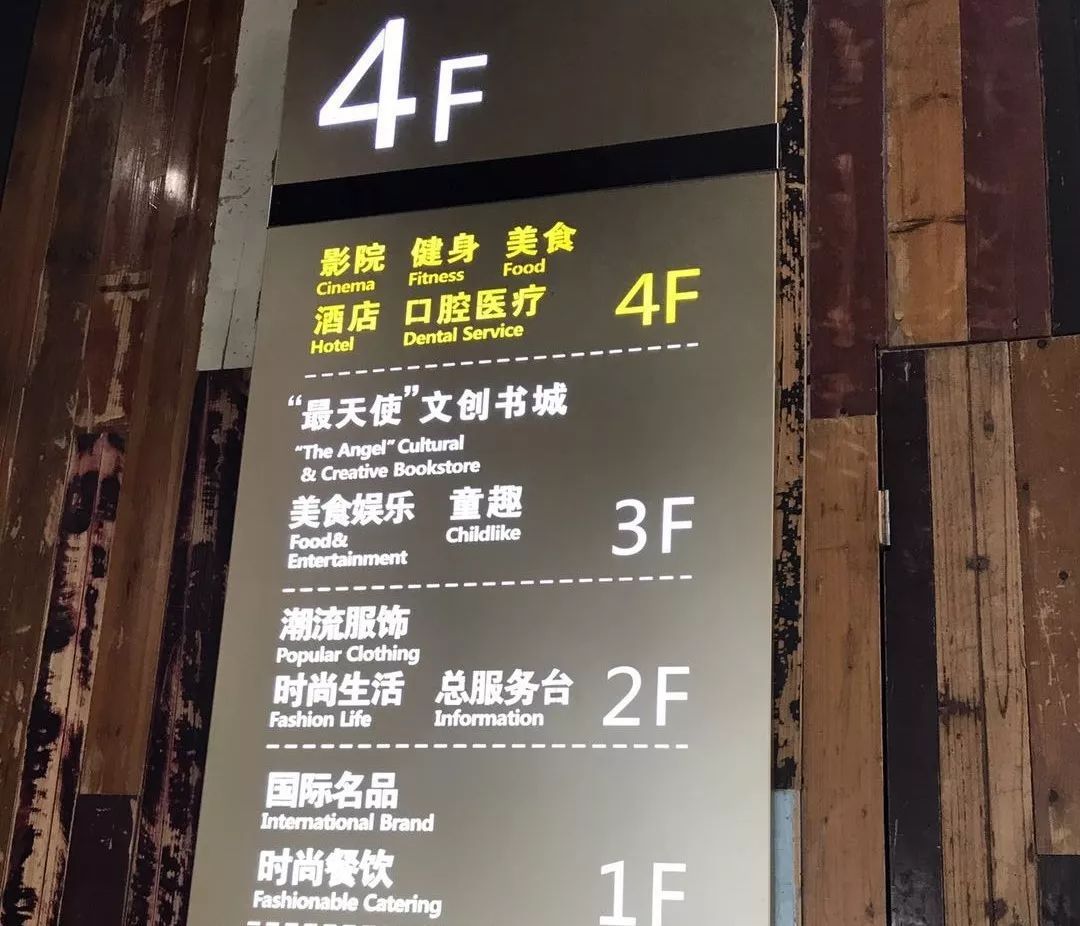 4F
影院 健身 美食
Cinema Fitness Food
酒店 口腔医疗 4F
Hotel Dental Service
“最天使”文创书城
“The Angel” Cultural
& Creative Bookstore
美食娱乐 童趣 3F
Food& Childlike
Entertainment
潮流服饰
Popular Clothing
时尚生活 总服务台 2F
Fashion Life Information
国际名品
International Brand
时尚餐饮 1F
Fashionable Catering